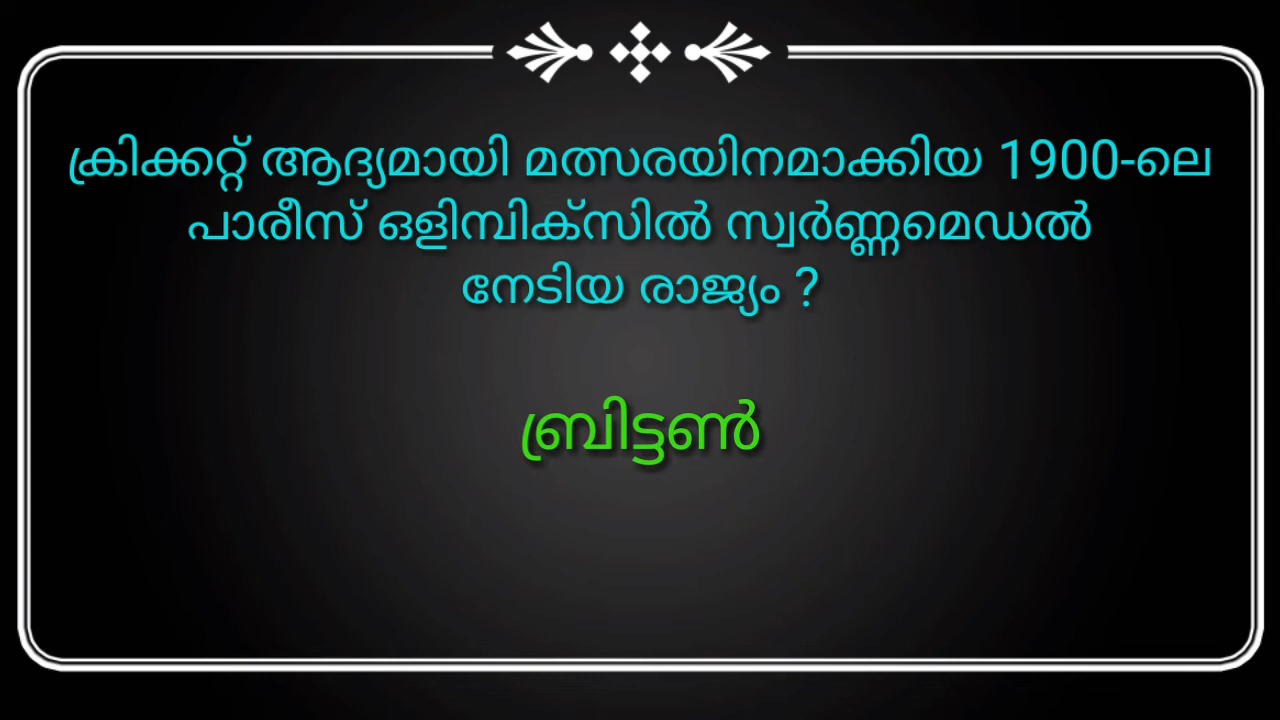 ക്രിക്കറ്റ് ആദ്യമായി മത്സരയിനമാക്കിയ 1900-ലെ
പാരീസ് ഒളിമ്പിക്സിൽ സ്വർണ്ണമെഡൽ
നേടിയ രാജ്യം ?
ബ്രിട്ടൺ